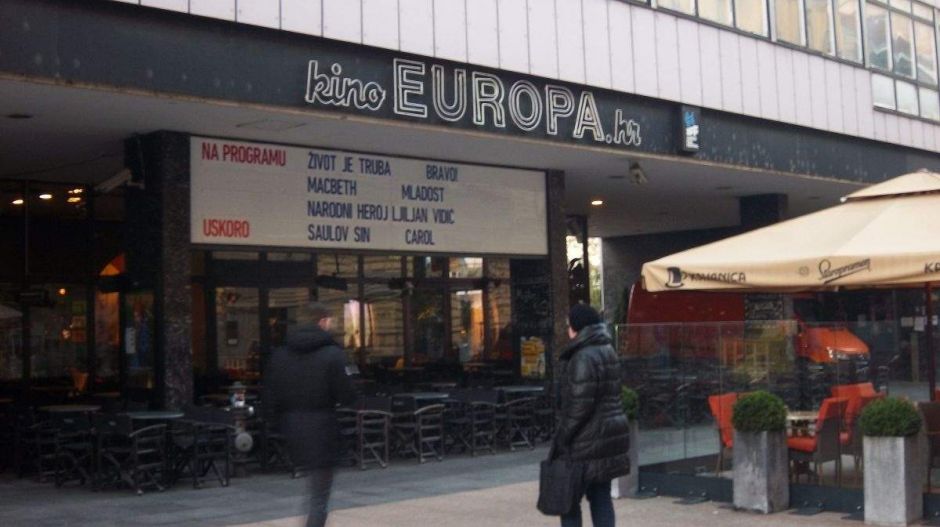 kino EUROPA.hr
NA PROGRAMU ŽIVOT JE TRUBA BRAVO!
MACBETH MLADOST
NARODNI HEROJ LJILJAN VIDIĆ
USKORO SAULOV SIN CAROL
Staropramen